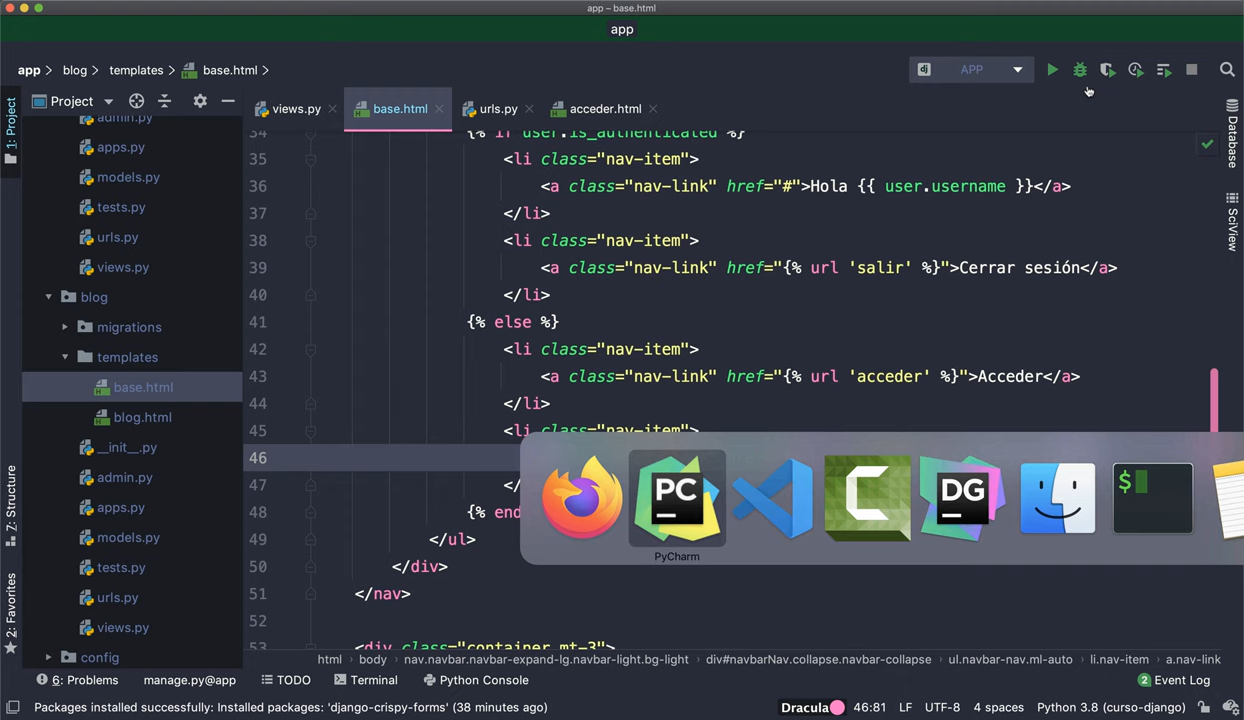 app – base.html
app
app
blog
templates
base.html
dj APP
Project
views.py
base.html
urls.py
acceder.html
1: Project
Z: Structure
2: Favorites
Database
SciView
admin.py
apps.py
models.py
tests.py
urls.py
views.py
blog
migrations
templates
base.html
blog.html
__init__.py
admin.py
apps.py
models.py
tests.py
urls.py
views.py
config
34 {% if user.is_authenticated %}
35 <li class="nav-item">
36 <a class="nav-link" href="#">Hola {{ user.username }}</a>
37 </li>
38 <li class="nav-item">
39 <a class="nav-link" href="{% url 'salir' %}">Cerrar sesión</a>
40 </li>
41 {% else %}
42 <li class="nav-item">
43 <a class="nav-link" href="{% url 'acceder' %}">Acceder</a>
44 </li>
45 <li class="nav-item">
46
47 </
48 {% end
49 </ul>
50 </div>
51 </nav>
52
53 <div class="container mt-3">
PC
DG
$
PyCharm
html
body
nav.navbar.navbar-expand-lg.navbar-light.bg-light
div#navbarNav.collapse.navbar-collapse
ul.navbar-nav.ml-auto
li.nav-item
a.nav-link
6: Problems
manage.py@app
TODO
Terminal
Python Console
2 Event Log
Packages installed successfully: Installed packages: 'django-crispy-forms' (38 minutes ago)
Dracula
46:81
LF
UTF-8
4 spaces
Python 3.8 (curso-django)